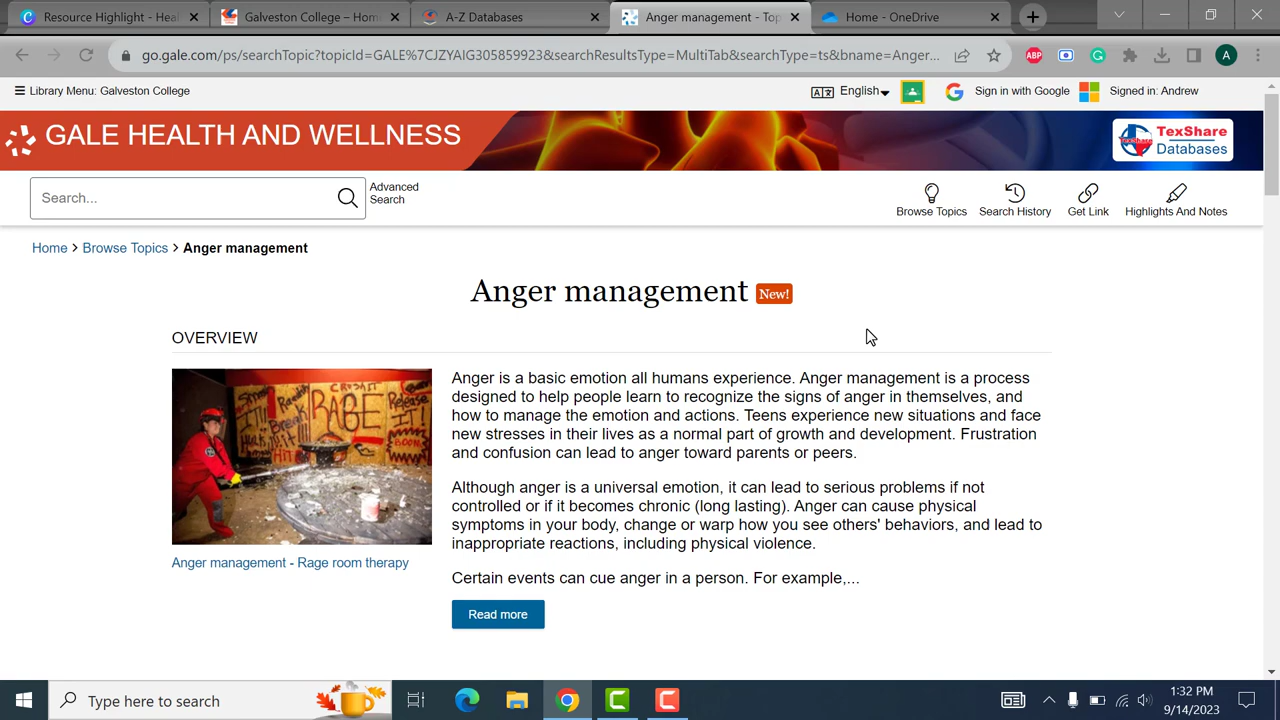 Resource Highlight - Heal
Galveston College – Hom
A-Z Databases
Anger management - Top
Home - OneDrive
go.gale.com/ps/searchTopic?topicId=GALE%7CJZYAIG305859923&searchResultsType=MultiTab&searchType=ts&bname=Anger...
ABP
A
Library Menu: Galveston College
English
Sign in with Google
Signed in: Andrew
GALE HEALTH AND WELLNESS
TexShare
Databases
Search...
Advanced
Search
Browse Topics
Search History
Get Link
Highlights And Notes
Home > Browse Topics > Anger management
Anger management New!
OVERVIEW
RAGE
Anger management - Rage room therapy
Anger is a basic emotion all humans experience. Anger management is a process
designed to help people learn to recognize the signs of anger in themselves, and
how to manage the emotion and actions. Teens experience new situations and face
new stresses in their lives as a normal part of growth and development. Frustration
and confusion can lead to anger toward parents or peers.
Although anger is a universal emotion, it can lead to serious problems if not
controlled or if it becomes chronic (long lasting). Anger can cause physical
symptoms in your body, change or warp how you see others' behaviors, and lead to
inappropriate reactions, including physical violence.
Certain events can cue anger in a person. For example,...
Read more
Type here to search
1:32 PM
9/14/2023